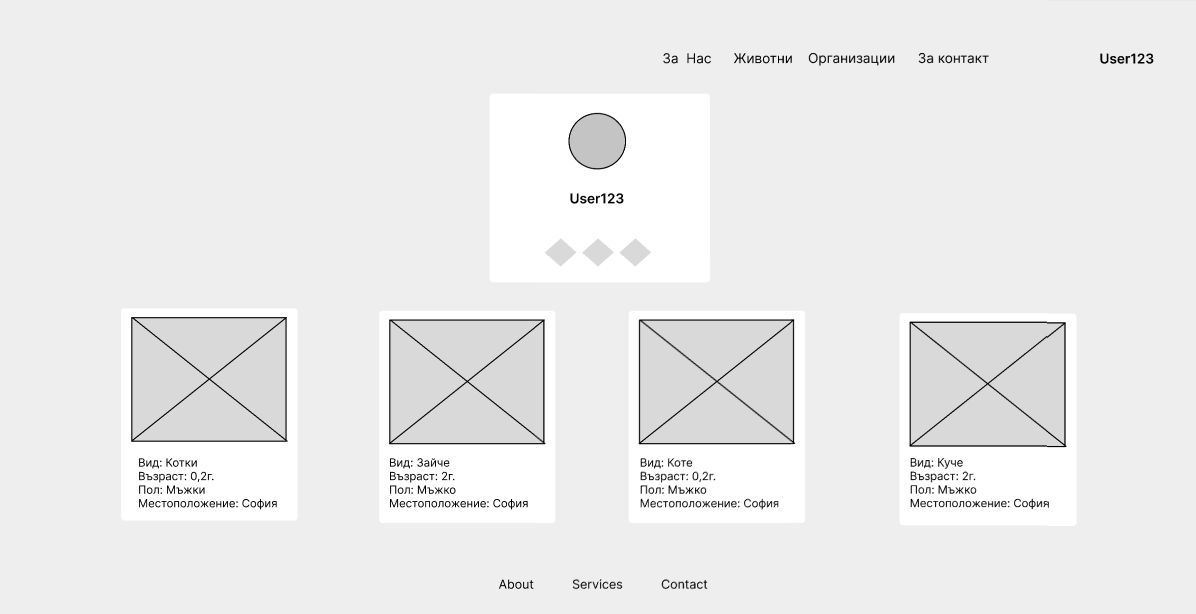 За Нас Животни Организации За контакт User123
User123
Вид: Котки
Възраст: 0,2г.
Пол: Мъжки
Местоположение: София
Вид: Зайче
Възраст: 2г.
Пол: Мъжко
Местоположение: София
Вид: Коте
Възраст: 0,2г.
Пол: Мъжко
Местоположение: София
Вид: Куче
Възраст: 2г.
Пол: Мъжко
Местоположение: София
About Services Contact